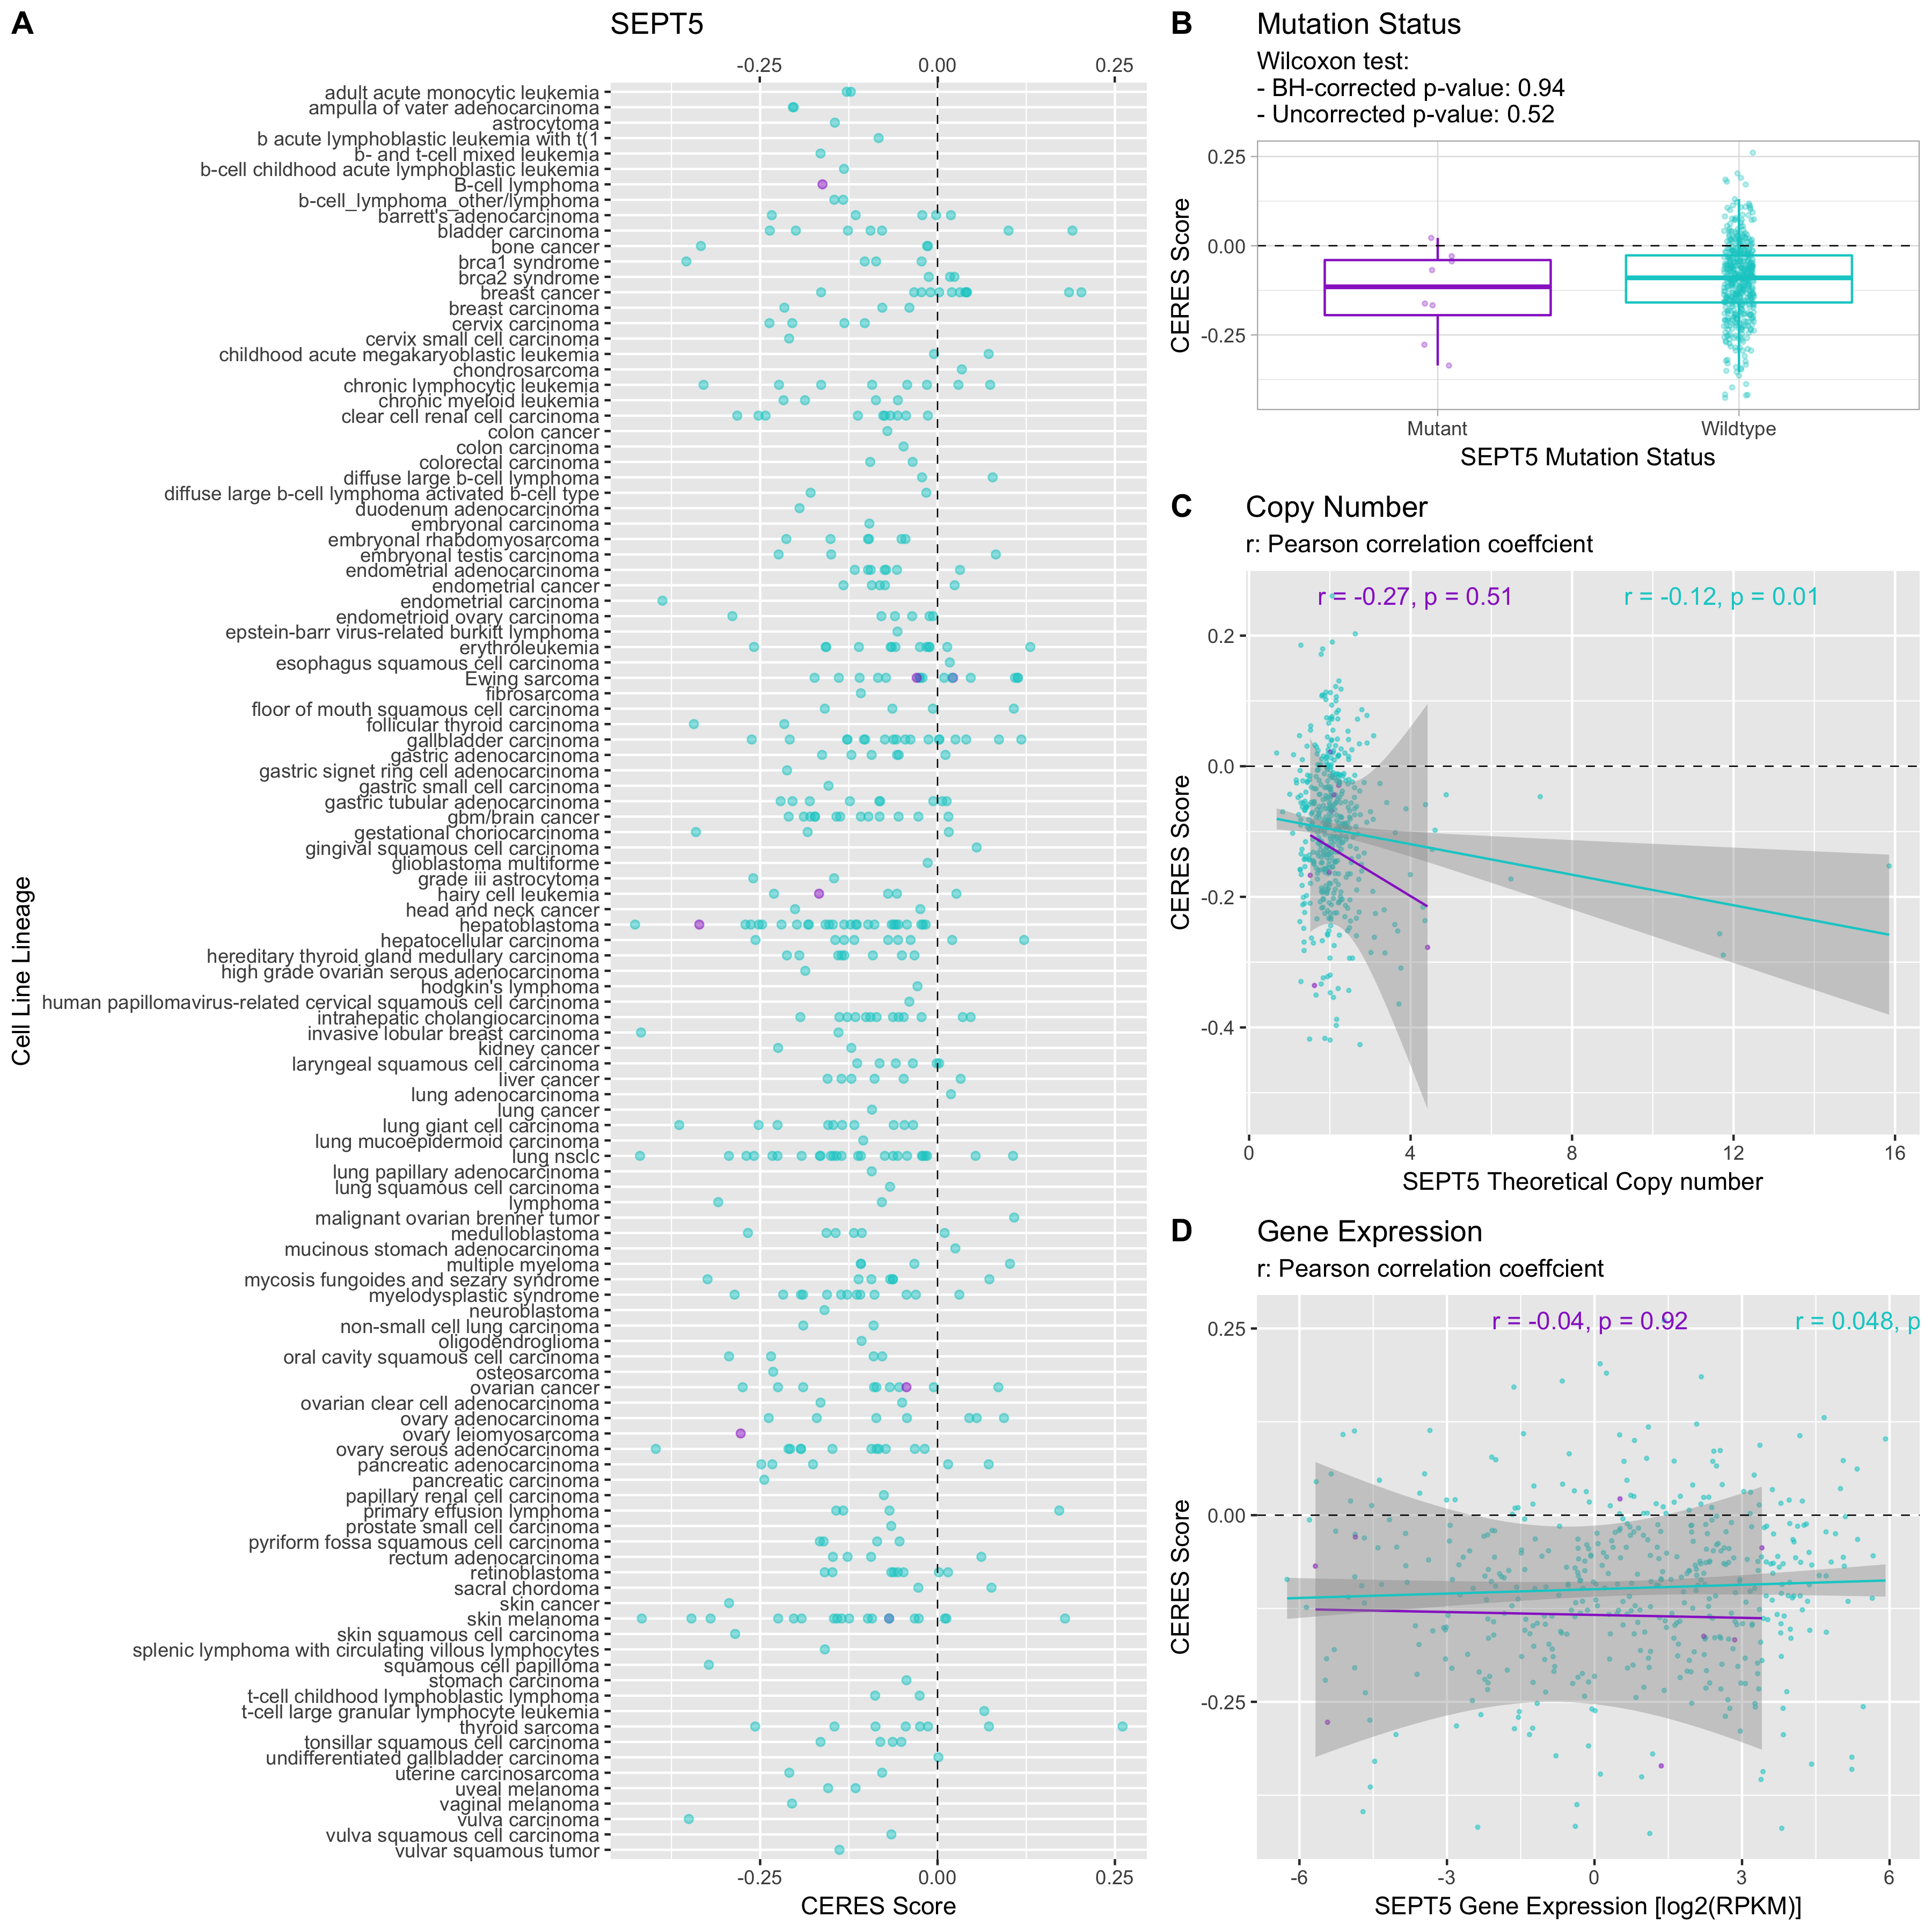 A
SEPT5
-0.25 0.00 0.25
adult acute monocytic leukemia
ampulla of vater adenocarcinoma
astrocytoma
b acute lymphoblastic leukemia with t(1
b- and t-cell mixed leukemia
b-cell childhood acute lymphoblastic leukemia
B-cell lymphoma
b-cell_lymphoma_other/lymphoma
barrett's adenocarcinoma
bladder carcinoma
bone cancer
brca1 syndrome
brca2 syndrome
breast cancer
breast carcinoma
cervix carcinoma
cervix small cell carcinoma
childhood acute megakaryoblastic leukemia
chondrosarcoma
chronic lymphocytic leukemia
chronic myeloid leukemia
clear cell renal cell carcinoma
colon cancer
colon carcinoma
colorectal carcinoma
diffuse large b-cell lymphoma
diffuse large b-cell lymphoma activated b-cell type
duodenum adenocarcinoma
embryonal carcinoma
embryonal rhabdomyosarcoma
embryonal testis carcinoma
endometrial adenocarcinoma
endometrial cancer
endometrial carcinoma
endometrioid ovary carcinoma
epstein-barr virus-related burkitt lymphoma
erythroleukemia
esophagus squamous cell carcinoma
Ewing sarcoma
fibrosarcoma
floor of mouth squamous cell carcinoma
follicular thyroid carcinoma
gallbladder carcinoma
gastric adenocarcinoma
gastric signet ring cell adenocarcinoma
gastric small cell carcinoma
gastric tubular adenocarcinoma
gbm/brain cancer
gestational choriocarcinoma
gingival squamous cell carcinoma
glioblastoma multiforme
grade iii astrocytoma
hairy cell leukemia
head and neck cancer
hepatoblastoma
hepatocellular carcinoma
hereditary thyroid gland medullary carcinoma
high grade ovarian serous adenocarcinoma
hodgkin's lymphoma
human papillomavirus-related cervical squamous cell carcinoma
intrahepatic cholangiocarcinoma
invasive lobular breast carcinoma
kidney cancer
laryngeal squamous cell carcinoma
liver cancer
lung adenocarcinoma
lung cancer
lung giant cell carcinoma
lung mucoepidermoid carcinoma
lung nsclc
lung papillary adenocarcinoma
lung squamous cell carcinoma
lymphoma
malignant ovarian brenner tumor
medulloblastoma
mucinous stomach adenocarcinoma
multiple myeloma
mycosis fungoides and sezary syndrome
myelodysplastic syndrome
neuroblastoma
non-small cell lung carcinoma
oligodendroglioma
oral cavity squamous cell carcinoma
osteosarcoma
ovarian cancer
ovarian clear cell adenocarcinoma
ovary adenocarcinoma
ovary leiomyosarcoma
ovary serous adenocarcinoma
pancreatic adenocarcinoma
pancreatic carcinoma
papillary renal cell carcinoma
primary effusion lymphoma
prostate small cell carcinoma
pyriform fossa squamous cell carcinoma
rectum adenocarcinoma
retinoblastoma
sacral chordoma
skin cancer
skin melanoma
skin squamous cell carcinoma
splenic lymphoma with circulating villous lymphocytes
squamous cell papilloma
stomach carcinoma
t-cell childhood lymphoblastic lymphoma
t-cell large granular lymphocyte leukemia
thyroid sarcoma
tonsillar squamous cell carcinoma
undifferentiated gallbladder carcinoma
uterine carcinosarcoma
uveal melanoma
vaginal melanoma
vulva carcinoma
vulva squamous cell carcinoma
vulvar squamous tumor
-0.25 0.00 0.25
CERES Score
Cell Line Lineage
B
Mutation Status
Wilcoxon test:
- BH-corrected p-value: 0.94
- Uncorrected p-value: 0.52
0.25
0.00
-0.25
CERES Score
Mutant Wildtype
SEPT5 Mutation Status
C
Copy Number
r: Pearson correlation coeffcient
r = -0.27, p = 0.51 r = -0.12, p = 0.01
0.2
0.0
-0.2
-0.4
CERES Score
0 4 8 12 16
SEPT5 Theoretical Copy number
D
Gene Expression
r: Pearson correlation coeffcient
r = -0.04, p = 0.92 r = 0.048, p
0.25
0.00
-0.25
CERES Score
-6 -3 0 3 6
SEPT5 Gene Expression [log2(RPKM)]